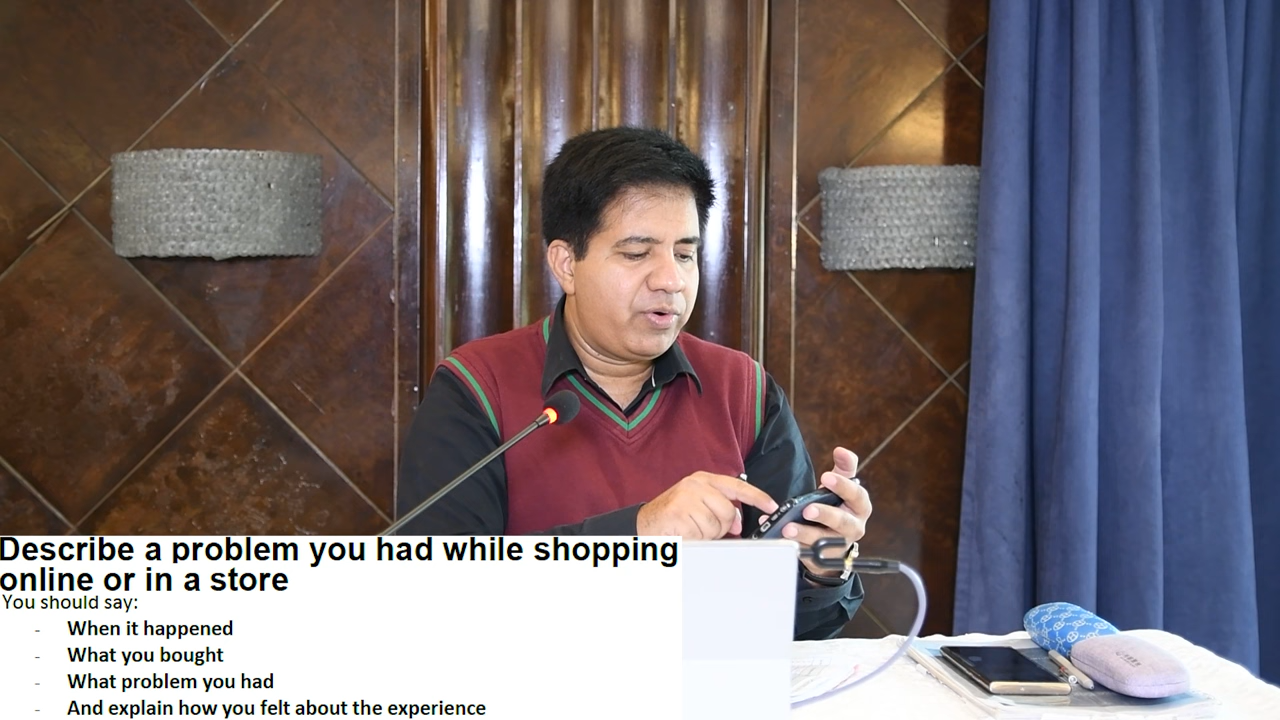 Describe a problem you had while shopping
online or in a store
You should say:
- When it happened
- What you bought
- What problem you had
- And explain how you felt about the experience